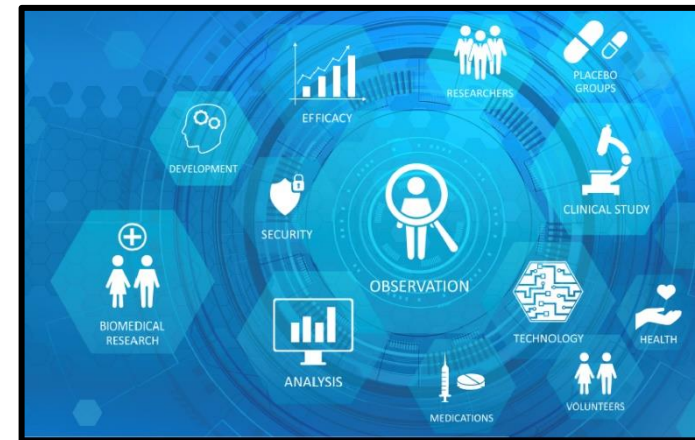 RESEARCHERS
PLACEBO
GROUPS
EFFICACY
DEVELOPMENT
CLINICAL STUDY
SECURITY
OBSERVATION
BIOMEDICAL
RESEARCH
TECHNOLOGY
HEALTH
ANALYSIS
VOLUNTEERS
MEDICATIONS